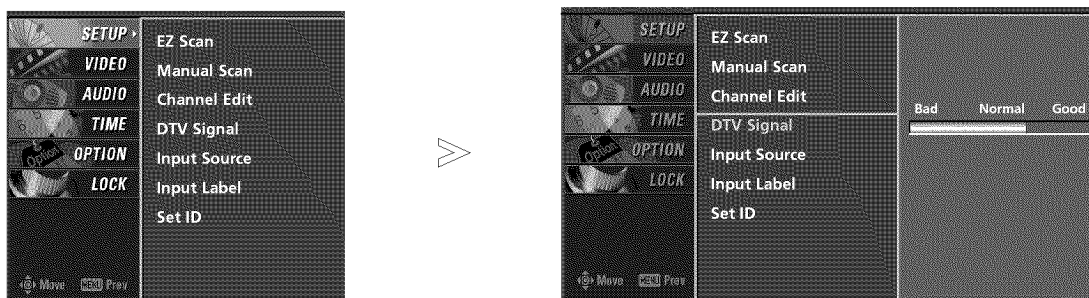 SETUP
VIDEO
AUDIO
TIME
OPTION
LOCK
EZ Scan
Manual Scan
Channel Edit
DTV Signal
Input Source
Input Label
Set ID
Move MENU Prev
>
SETUP
VIDEO
AUDIO
TIME
OPTION
LOCK
EZ Scan
Manual Scan
Channel Edit
DTV Signal
Input Source
Input Label
Set ID
Bad Normal Good
Move MENU Prev